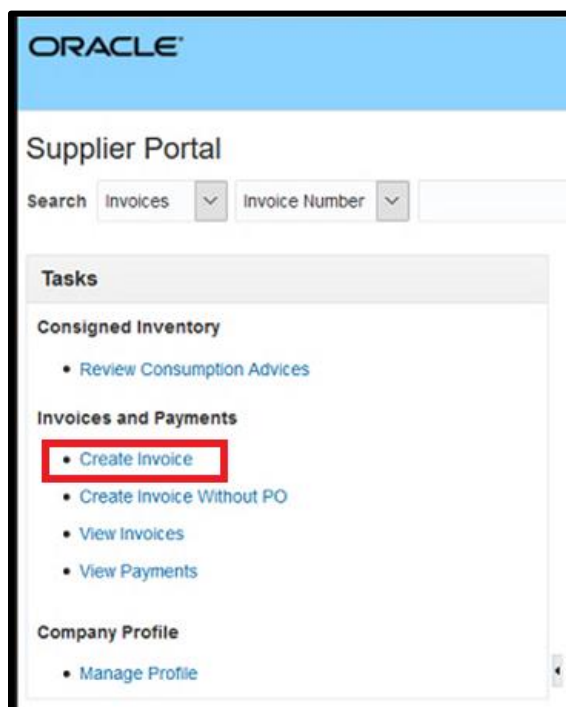 ORACLE
Supplier Portal
Search Invoices Invoice Number
Tasks
Consigned Inventory
Review Consumption Advices
Invoices and Payments
Create Invoice
Create Invoice Without PO
View Invoices
View Payments
Company Profile
Manage Profile